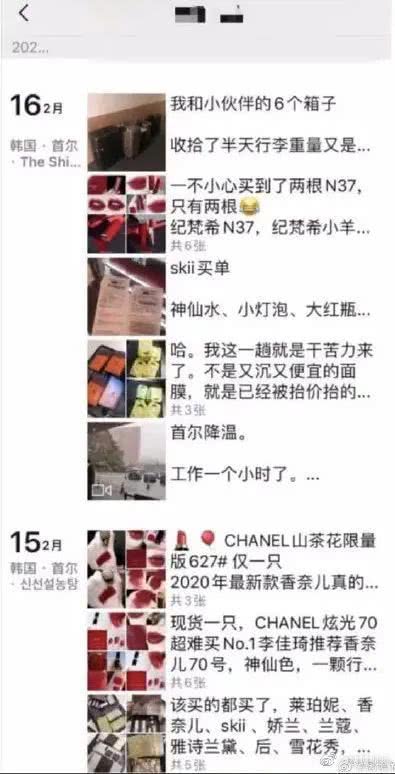 202...
16 2月
韩国·首尔
· The Shi...
我和小伙伴的6个箱子
收拾了半天行李重量又是...
一不小心买到了两根N37，
只有两根😂
纪梵希N37，纪梵希小羊...
共6张
skii买单
神仙水、小灯泡、大红瓶...
哈。我这一趟就是干苦力来
了。不是又沉又便宜的面
膜，就是已经被抬价抬的...
共3张
首尔降温。
工作一个小时了。...
15 2月
韩国·首尔
· 신선설농탕
💄🎈 CHANEL山茶花限量
版627# 仅一只
2020年最新款香奈儿真的...
共3张
现货一只，CHANEL炫光70
超难买No.1李佳琦推荐香奈
儿70号，神仙色，一颗行...
共6张
该买的都买了，莱珀妮、香
奈儿、skii 、娇兰、兰蔻、
雅诗兰黛、后、雪花秀，...
共15张